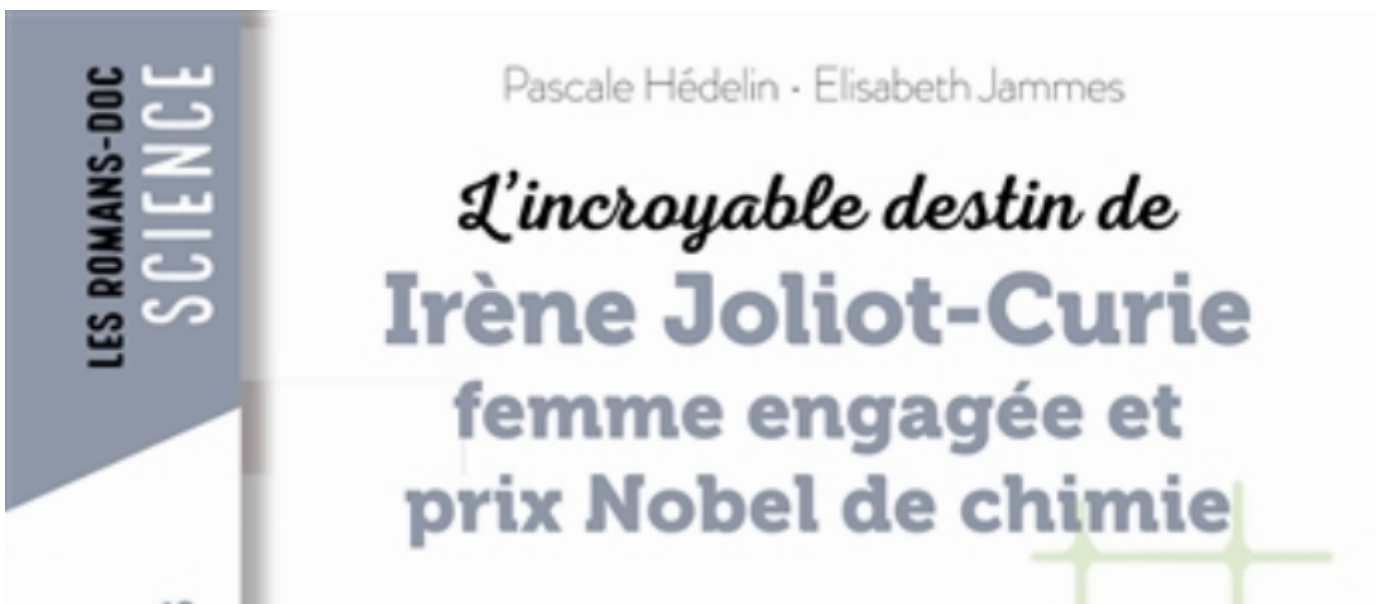 LES ROMANS-DOC
SCIENCE
Pascale Hédelin · Elisabeth Jammes
L'incroyable destin de
Irène Joliot-Curie
femme engagée et
prix Nobel de chimie